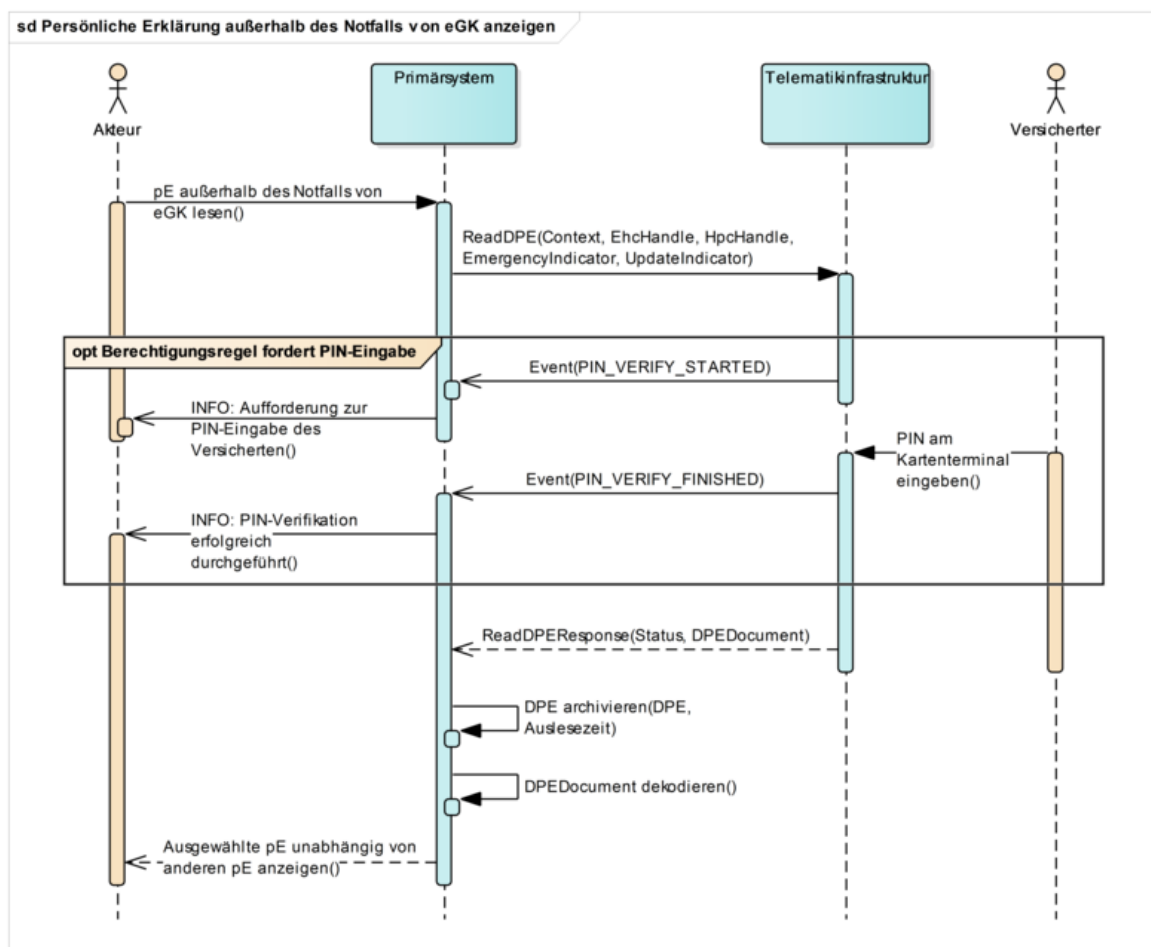 sd Persönliche Erklärung außerhalb des Notfalls von eGK anzeigen
Akteur
Primärsystem
Telematikinfrastruktur
Versicherter
pE außerhalb des Notfalls von
eGK lesen()
ReadDPE(Context, EhcHandle, HpcHandle,
EmergencyIndicator, UpdateIndicator)
opt Berechtigungsregel fordert PIN-Eingabe
Event(PIN_VERIFY_STARTED)
INFO: Aufforderung zur
PIN-Eingabe des
Versicherten()
PIN am
Kartenterminal
eingeben()
Event(PIN_VERIFY_FINISHED)
INFO: PIN-Verifikation
erfolgreich
durchgeführt()
ReadDPEResponse(Status, DPEDocument)
DPE archivieren(DPE,
Auslesezeit)
DPEDocument dekodieren()
Ausgewählte pE unabhängig von
anderen pE anzeigen()